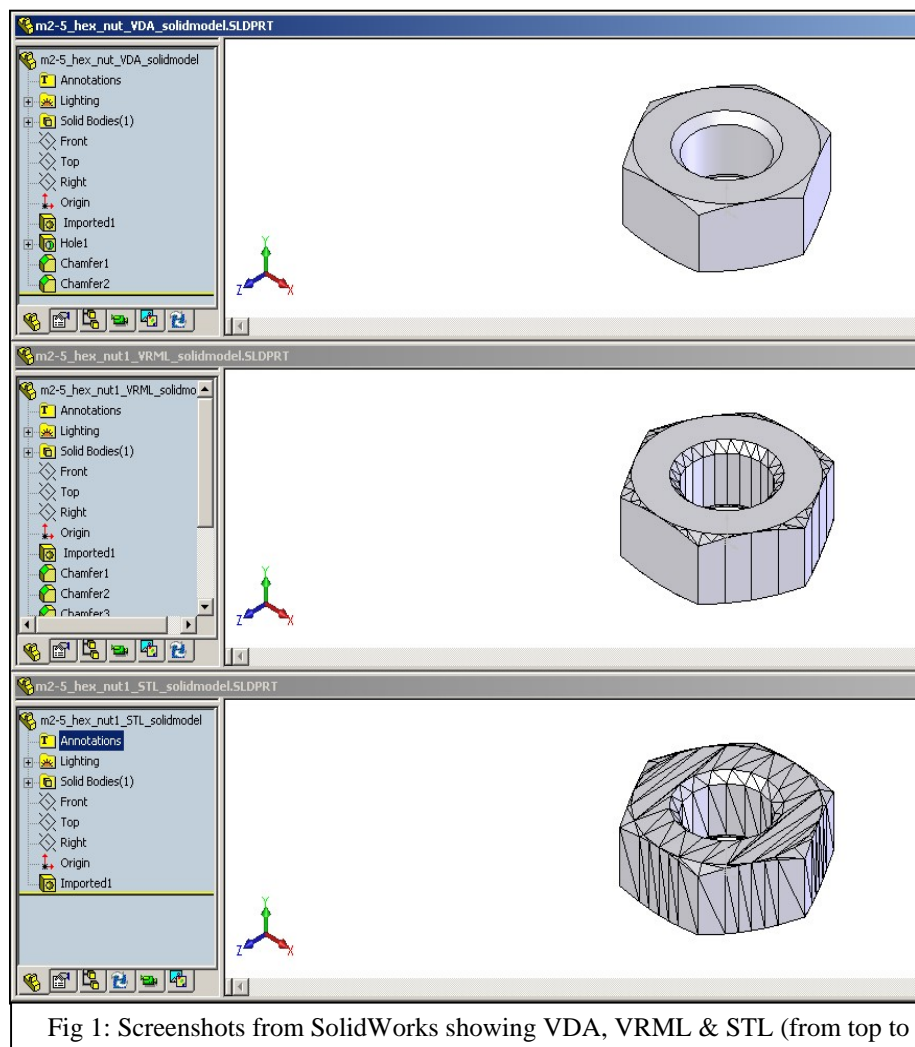 m2-5_hex_nut_VDA_solidmodel.SLDPRT
m2-5_hex_nut_VDA_solidmodel
Annotations
Lighting
Solid Bodies(1)
Front
Top
Right
Origin
Imported1
Hole1
Chamfer1
Chamfer2
Y
Z
X
m2-5_hex_nut1_VRML_solidmodel.SLDPRT
m2-5_hex_nut1_VRML_solidmo
Annotations
Lighting
Solid Bodies(1)
Front
Top
Right
Origin
Imported1
Chamfer1
Chamfer2
Chamfer3
Y
Z
X
m2-5_hex_nut1_STL_solidmodel.SLDPRT
m2-5_hex_nut1_STL_solidmodel
Annotations
Lighting
Solid Bodies(1)
Front
Top
Right
Origin
Imported1
Y
Z
X
Fig 1: Screenshots from SolidWorks showing VDA, VRML & STL (from top to